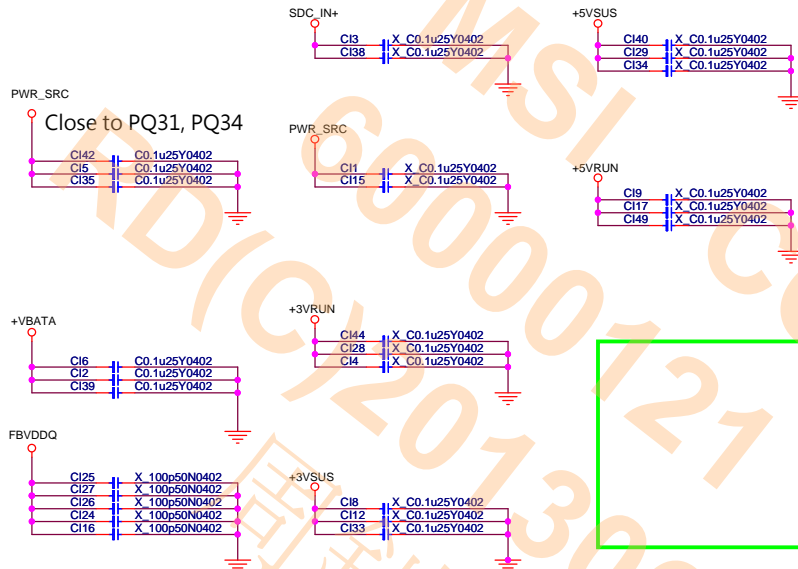 SDC_IN+
CI3 X_C0.1u25Y0402
CI38 X_C0.1u25Y0402
+5VSUS
CI40 X_C0.1u25Y0402
CI29 X_C0.1u25Y0402
CI34 X_C0.1u25Y0402
PWR_SRC
Close to PQ31, PQ34
CI42 C0.1u25Y0402
CI5 C0.1u25Y0402
CI35 C0.1u25Y0402
PWR_SRC
CI1 X_C0.1u25Y0402
CI15 X_C0.1u25Y0402
+5VRUN
CI9 X_C0.1u25Y0402
CI17 X_C0.1u25Y0402
CI49 X_C0.1u25Y0402
+VBATA
CI6 C0.1u25Y0402
CI2 C0.1u25Y0402
CI39 C0.1u25Y0402
+3VRUN
CI44 X_C0.1u25Y0402
CI28 X_C0.1u25Y0402
CI4 X_C0.1u25Y0402
FBVDDQ
CI25 X_100p50N0402
CI27 X_100p50N0402
CI26 X_100p50N0402
CI24 X_100p50N0402
CI16 X_100p50N0402
+3VSUS
CI8 X_C0.1u25Y0402
CI12 X_C0.1u25Y0402
CI33 X_C0.1u25Y0402
MSI
600000121
RD(C)201309